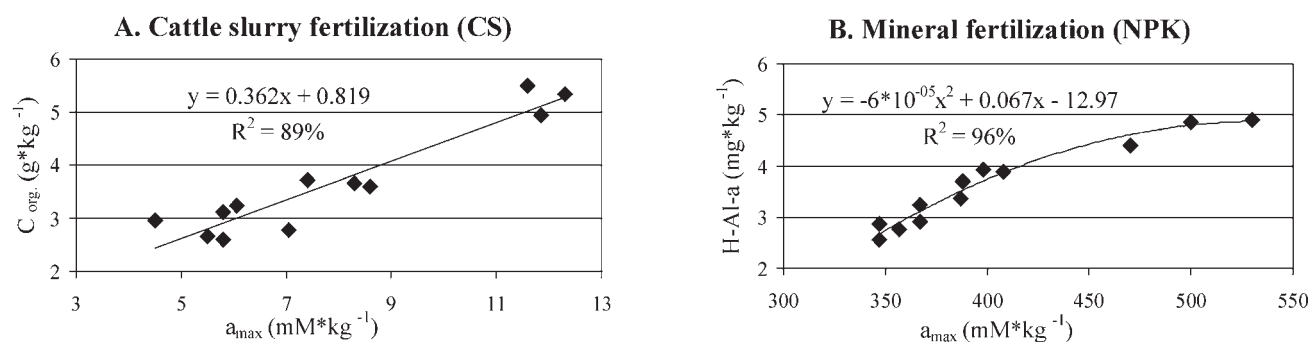 A. Cattle slurry fertilization (CS)
6
5
4
3
2
C org. (g*kg -1)
y = 0.362x + 0.819
R2 = 89%
3 5 7 9 11 13
amax (mM*kg -1)
B. Mineral fertilization (NPK)
6
5
4
3
2
H-Al-a (mg*kg-1)
y = -6*10-05x2 + 0.067x - 12.97
R2 = 96%
300 350 400 450 500 550
amax (mM*kg -1)